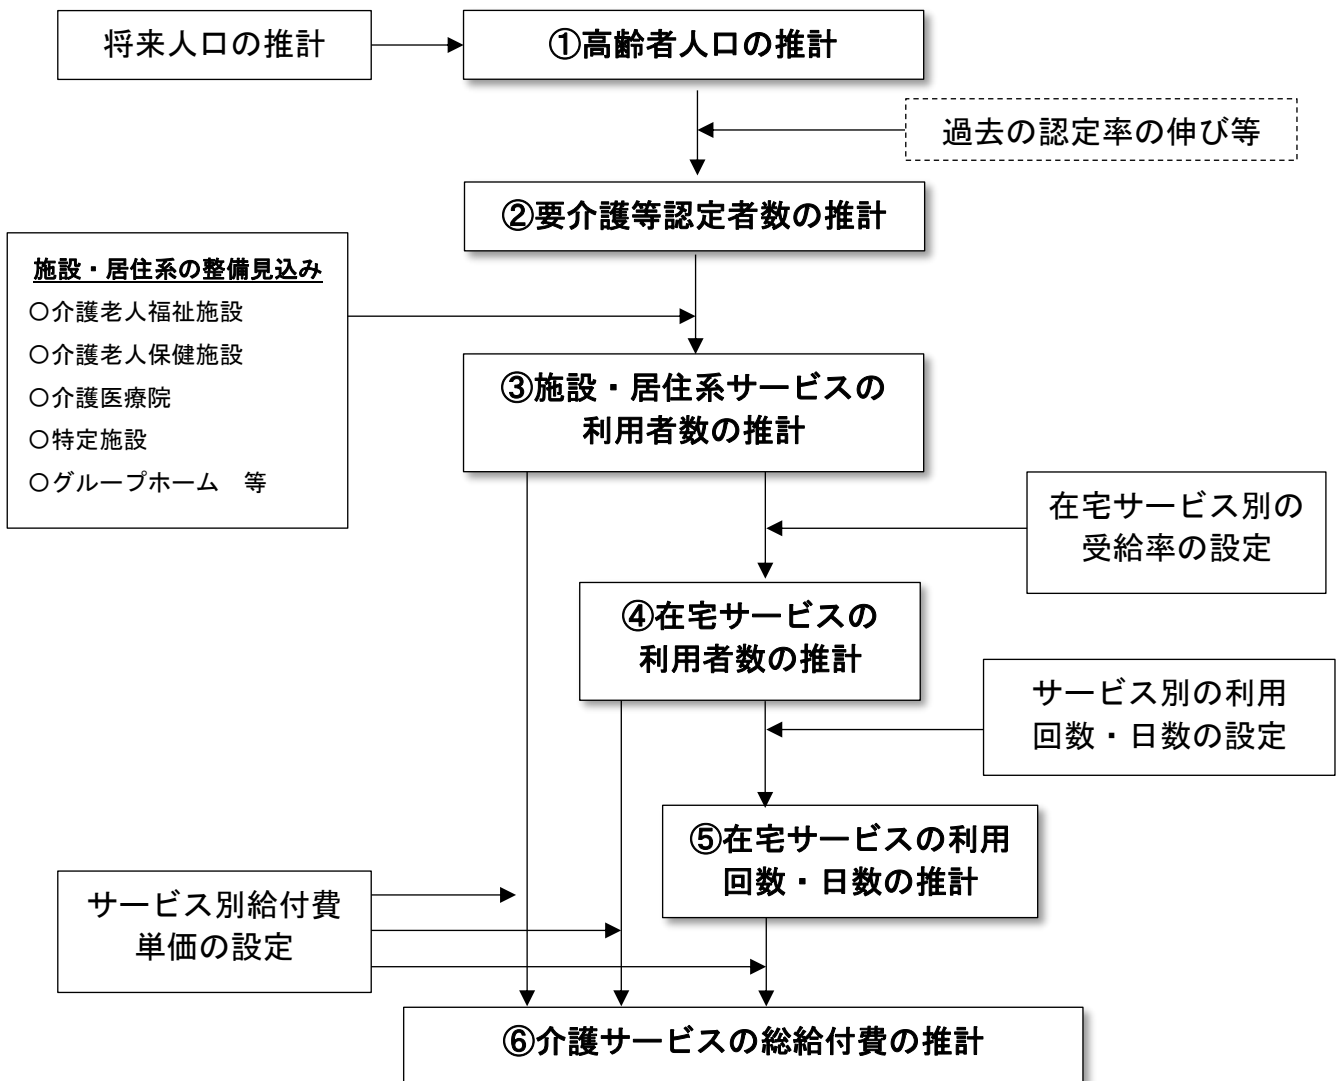 将来人口の推計
①高齢者人口の推計
過去の認定率の伸び等
②要介護等認定者数の推計
施設・居住系の整備見込み
○介護老人福祉施設
○介護老人保健施設
○介護医療院
○特定施設
○グループホーム　等
③施設・居住系サービスの
利用者数の推計
在宅サービス別の
受給率の設定
④在宅サービスの
利用者数の推計
サービス別の利用
回数・日数の設定
⑤在宅サービスの利用
回数・日数の推計
サービス別給付費
単価の設定
⑥介護サービスの総給付費の推計